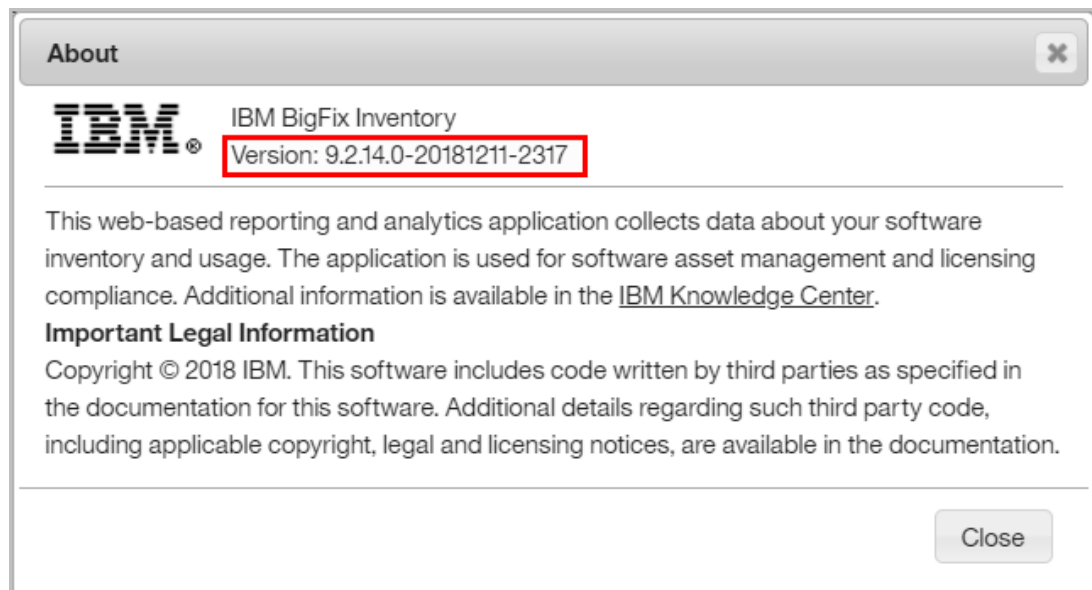 About
IBM®
IBM BigFix Inventory
Version: 9.2.14.0-20181211-2317
This web-based reporting and analytics application collects data about your software
inventory and usage. The application is used for software asset management and licensing
compliance. Additional information is available in the IBM Knowledge Center.
Important Legal Information
Copyright © 2018 IBM. This software includes code written by third parties as specified in
the documentation for this software. Additional details regarding such third party code,
including applicable copyright, legal and licensing notices, are available in the documentation.
Close